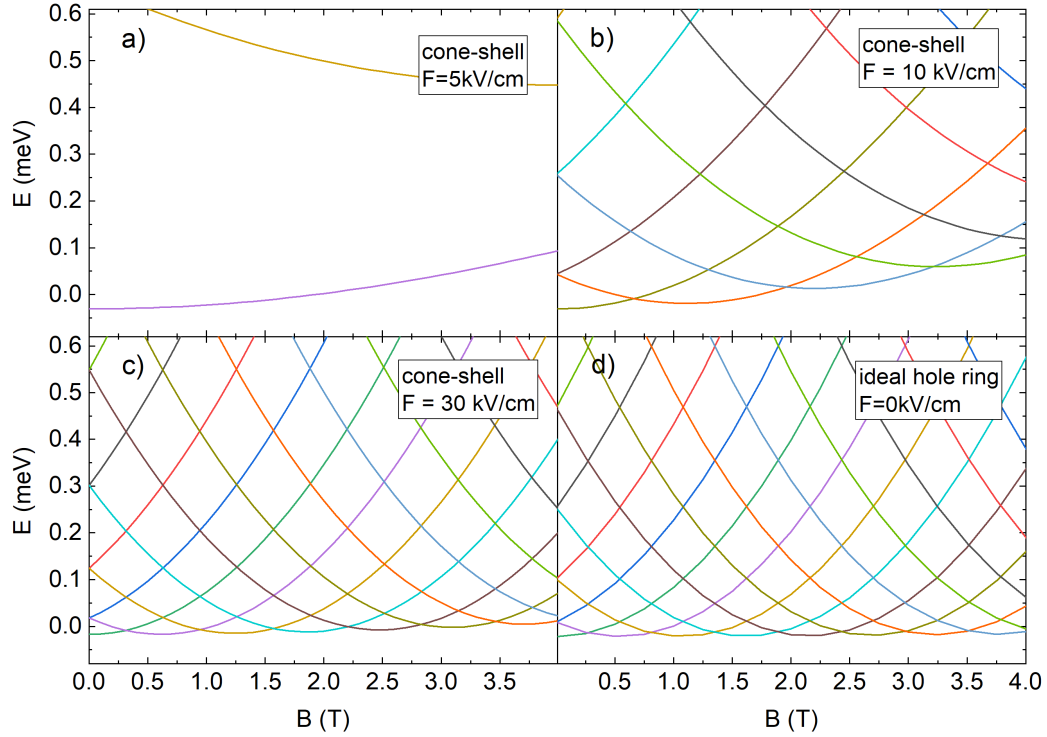 a)
cone-shell
F=5kV/cm
b)
cone-shell
F = 10 kV/cm
E (meV)
0.6
0.5
0.4
0.3
0.2
0.1
0.0
c)
cone-shell
F = 30 kV/cm
d)
ideal hole ring
F=0kV/cm
E (meV)
0.6
0.5
0.4
0.3
0.2
0.1
0.0
0.0 0.5 1.0 1.5 2.0 2.5 3.0 3.5
0.5 1.0 1.5 2.0 2.5 3.0 3.5 4.0
B (T)
B (T)